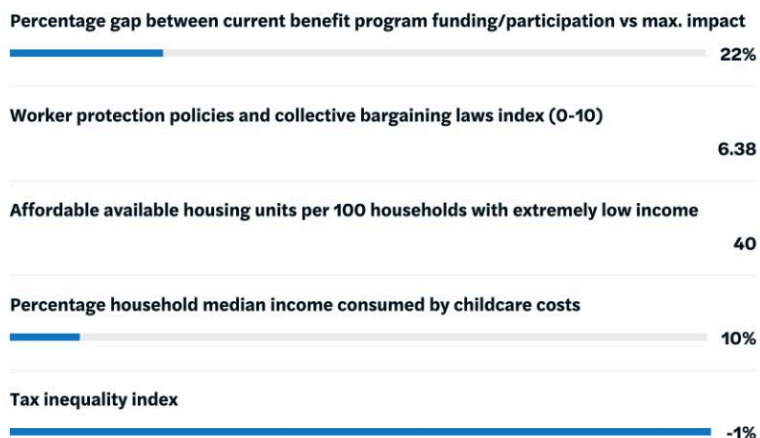 Percentage gap between current benefit program funding/participation vs max. impact
22%
Worker protection policies and collective bargaining laws index (0-10)
6.38
Affordable available housing units per 100 households with extremely low income
40
Percentage household median income consumed by childcare costs
10%
Tax inequality index
-1%